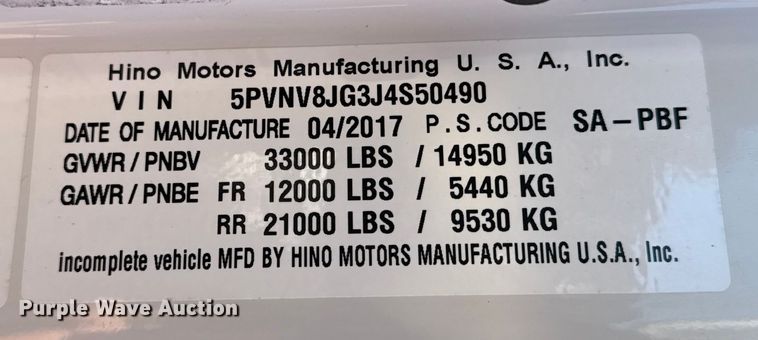 Hino Motors Manufacturing U. S. A., Inc.
VIN 5PVNV8JG3J4S50490
DATE OF MANUFACTURE 04/2017 P.S.CODE SA-PBF
GVWR/PNBV 33000 LBS / 14950 KG
GAWR/PNBE FR 12000 LBS / 5440 KG
RR 21000 LBS / 9530 KG
incomplete vehicle MFD BY HINO MOTORS MANUFACTURING U.S.A., Inc.
Purple Wave Auction